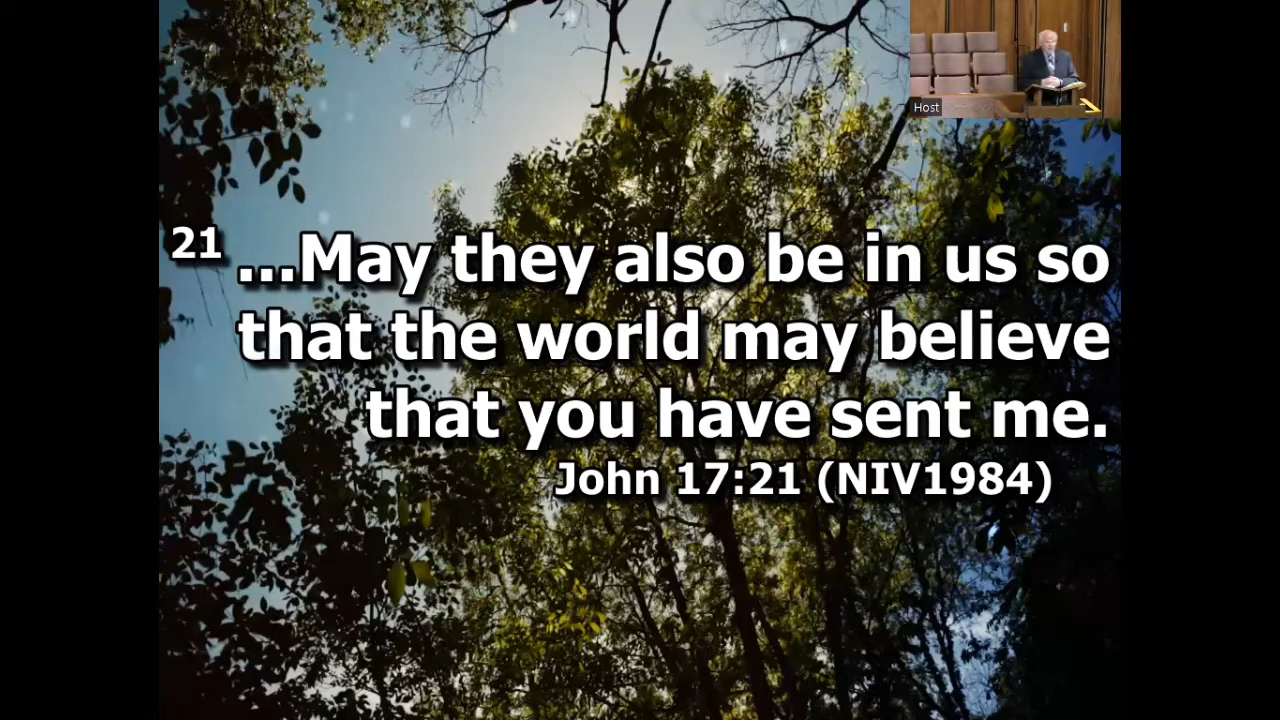 Host
21 ...May they also be in us so
that the world may believe
that you have sent me.
John 17:21 (NIV1984)